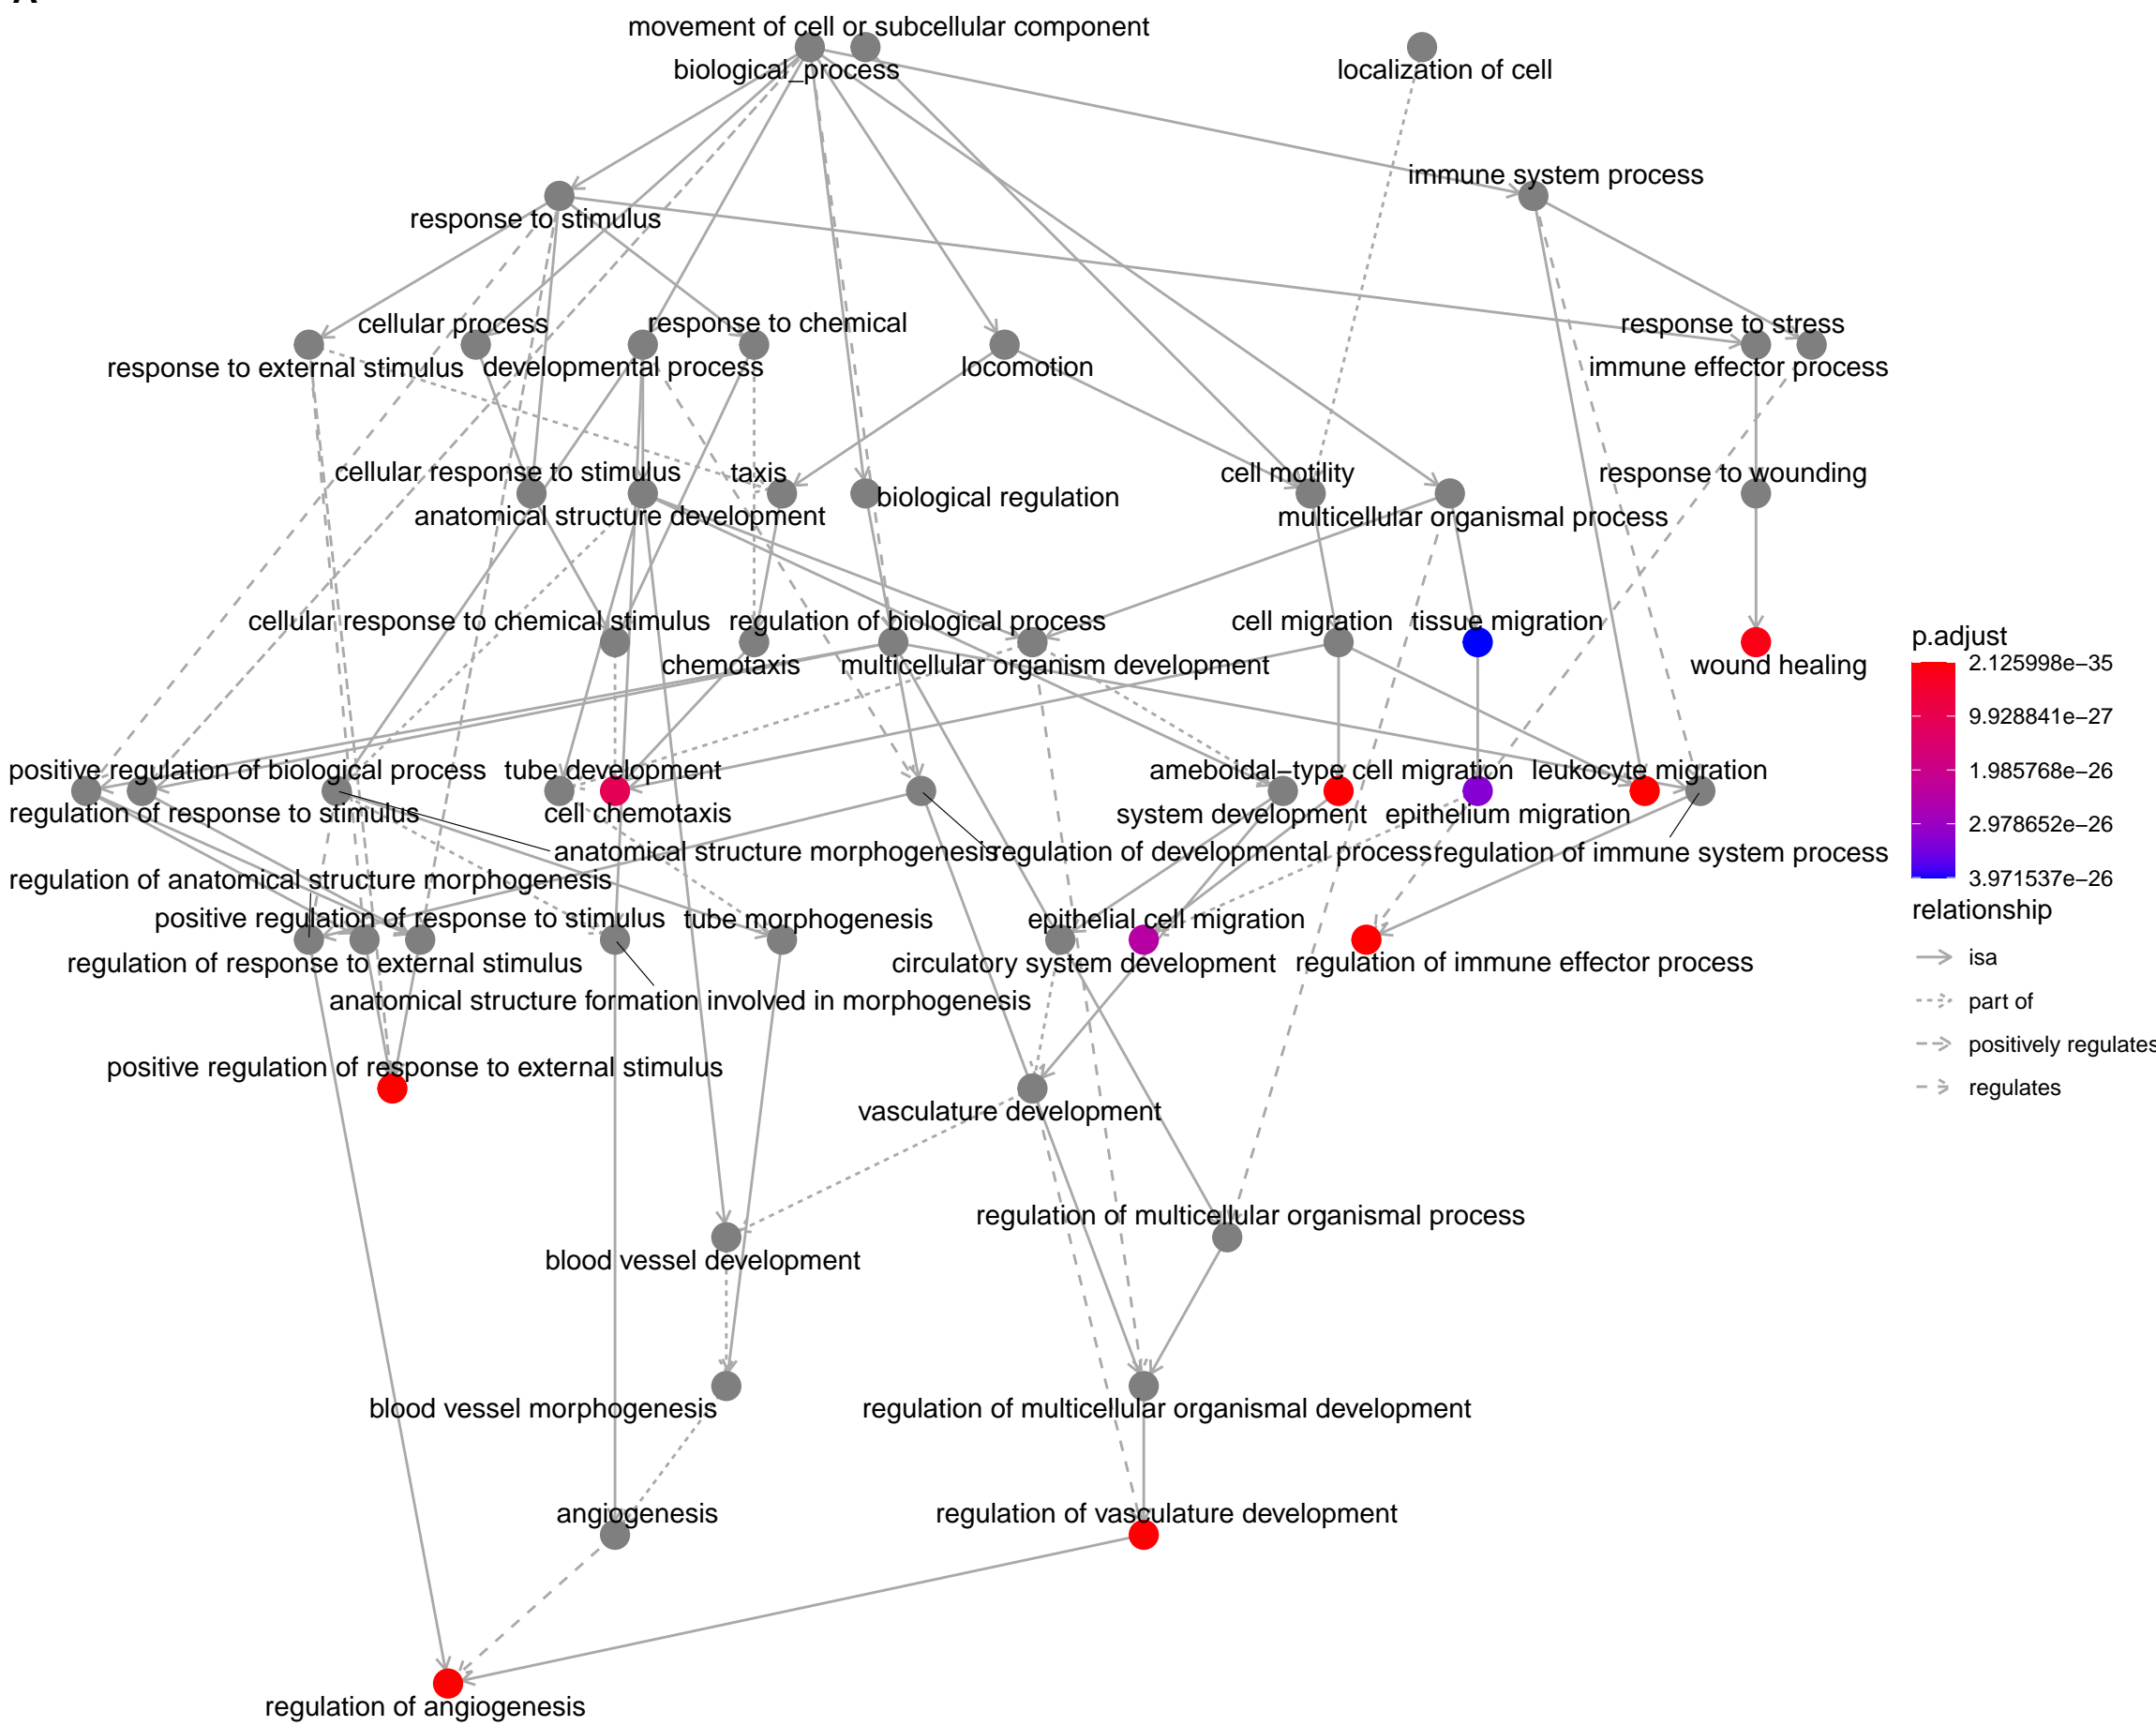 A
movement of cell or subcellular component
biological_process
localization of cell
immune system process
response to stimulus
cellular process
response to chemical
response to stress
response to external stimulus
developmental process
locomotion
immune effector process
cellular response to stimulus
taxis
cell motility
response to wounding
biological regulation
anatomical structure development
multicellular organismal process
cellular response to chemical stimulus
regulation of biological process
cell migration
tissue migration
chemotaxis
multicellular organism development
wound healing
positive regulation of biological process
tube development
ameboidal−type cell migration
leukocyte migration
regulation of response to stimulus
cell chemotaxis
system development
epithelium migration
anatomical structure morphogenesis
regulation of developmental process
regulation of immune system process
regulation of anatomical structure morphogenesis
positive regulation of response to stimulus
tube morphogenesis
epithelial cell migration
regulation of response to external stimulus
circulatory system development
regulation of immune effector process
anatomical structure formation involved in morphogenesis
positive regulation of response to external stimulus
vasculature development
regulation of multicellular organismal process
blood vessel development
blood vessel morphogenesis
regulation of multicellular organismal development
angiogenesis
regulation of vasculature development
regulation of angiogenesis
p.adjust
2.125998e−35
9.928841e−27
1.985768e−26
2.978652e−26
3.971537e−26
relationship
isa
part of
positively regulates
regulates